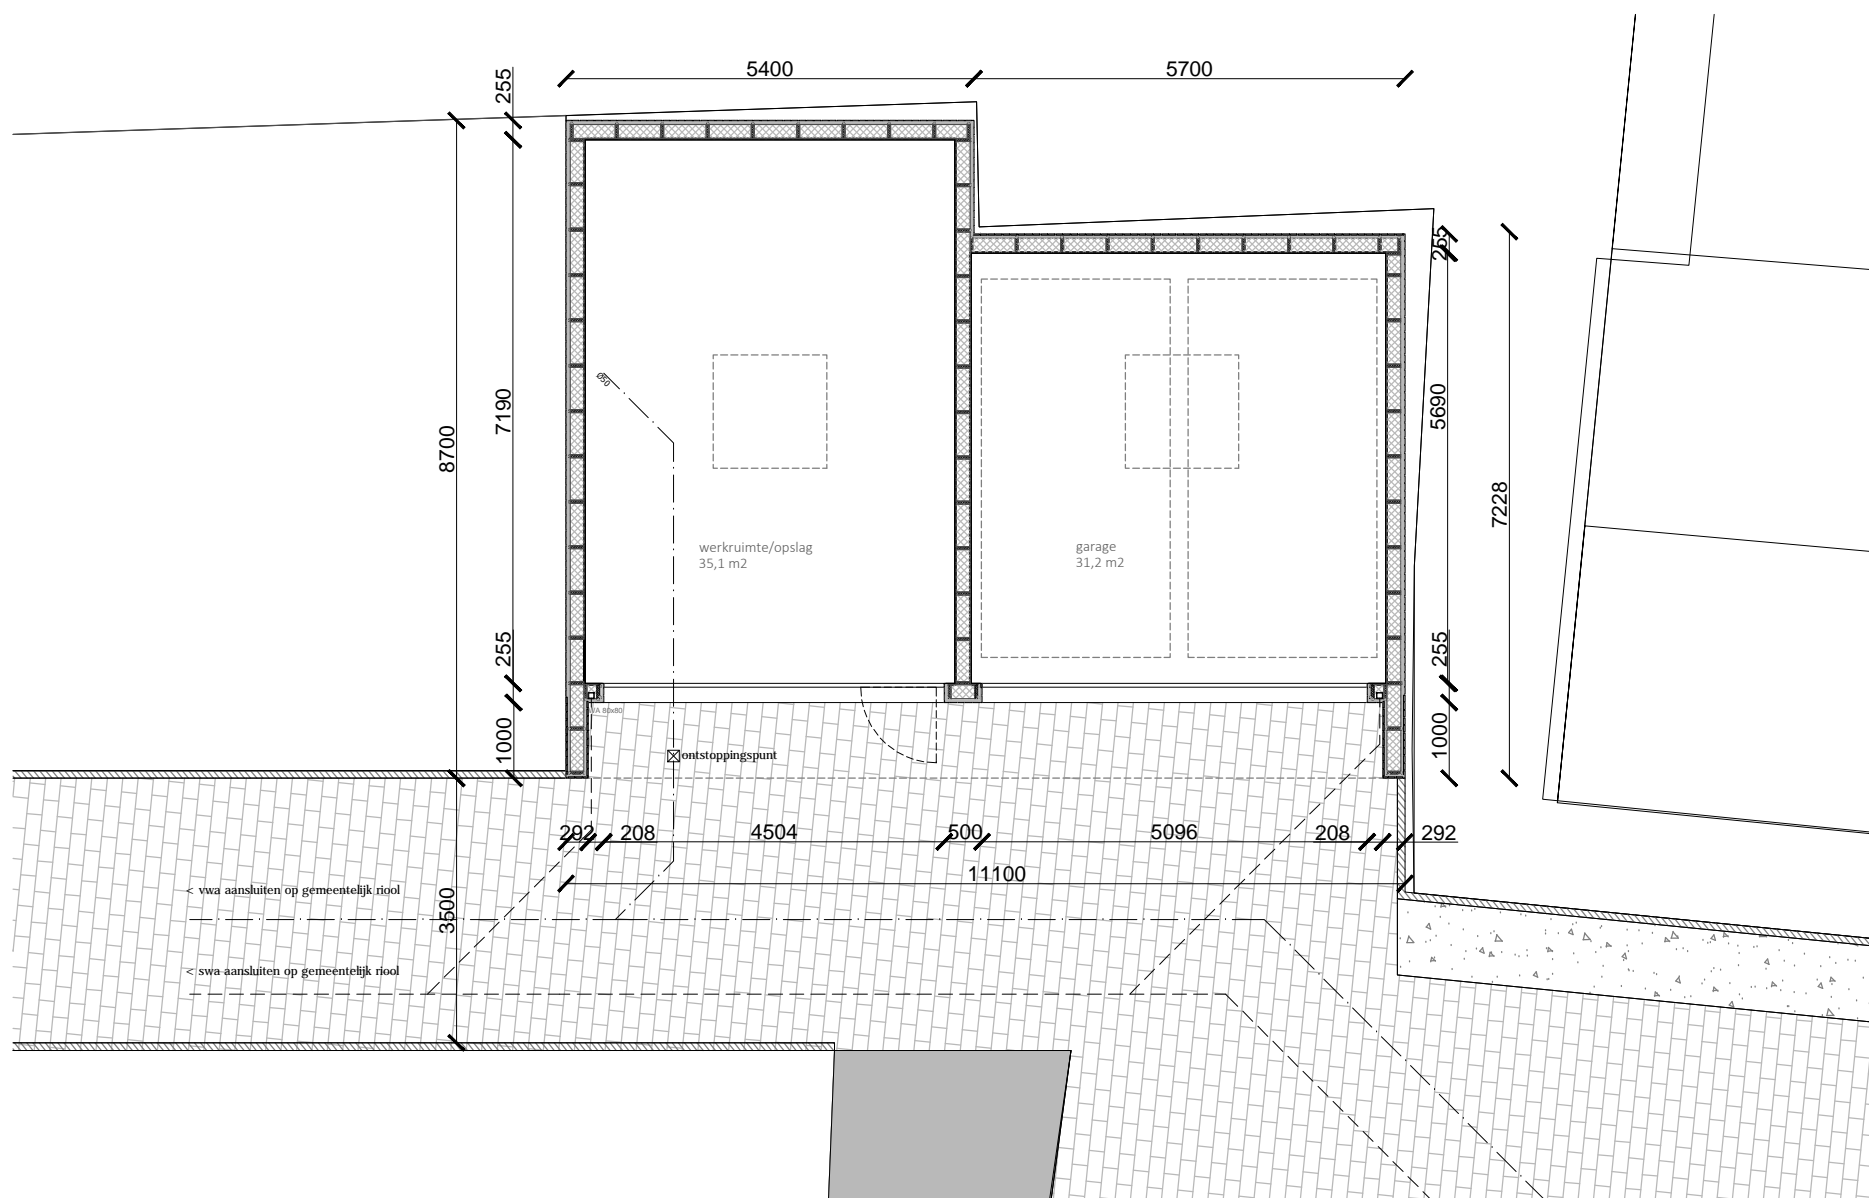 5400
5700
255
255
8700
7190
5690
7228
Ø50
werkruimte/opslag
35,1 m2
garage
31,2 m2
255
255
1000
1000
80x80
ontstoppingspunt
292
208
4504
500
5096
208
292
11100
3500
< vwa aansluiten op gemeentelijk riool
< swa aansluiten op gemeentelijk riool